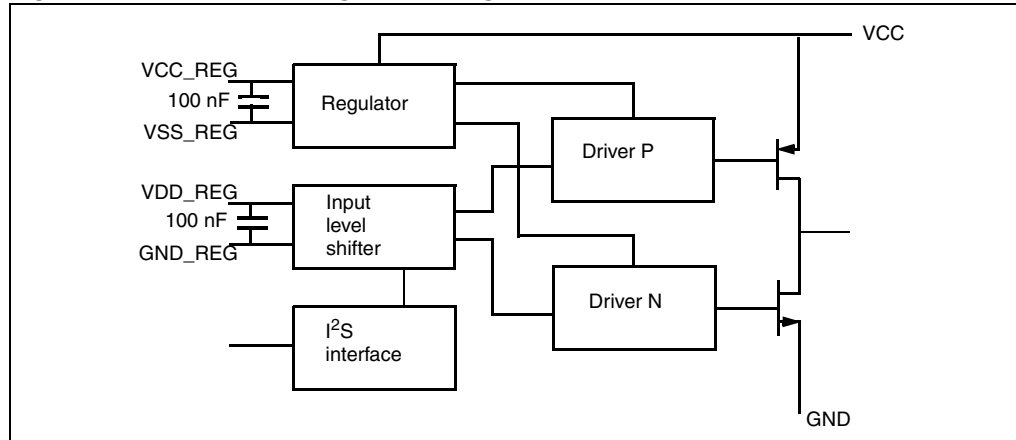 VCC
VCC_REG
100 nF
VSS_REG
Regulator
Driver P
VDD_REG
100 nF
GND_REG
Input
level
shifter
Driver N
I²S
interface
GND